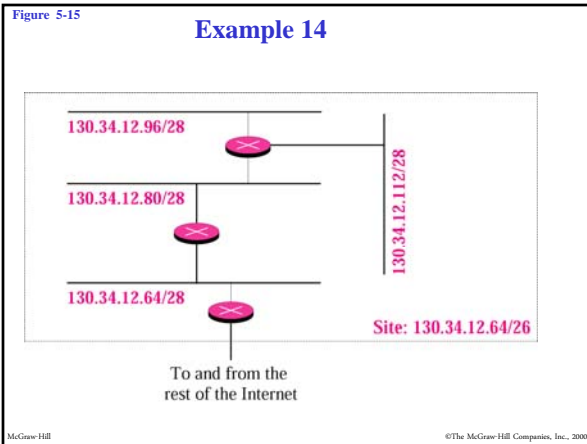 Figure 5-15
Example 14
130.34.12.96/28
130.34.12.112/28
130.34.12.80/28
130.34.12.64/28
Site: 130.34.12.64/26
To and from the
rest of the Internet
McGraw-Hill
©The McGraw-Hill Companies, Inc., 2000